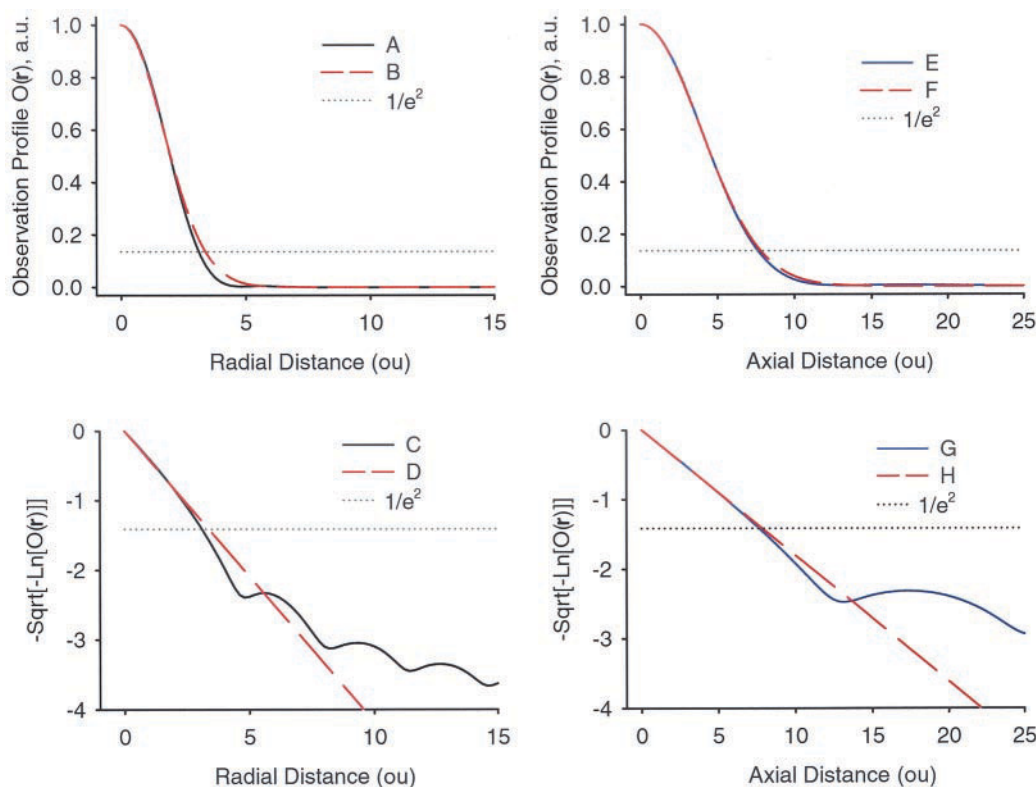 Observation Profile O(r), a.u.
1.0
0.8
0.6
0.4
0.2
0.0
A
B
1/e²
0
5
10
15
Radial Distance (ou)
Observation Profile O(r), a.u.
1.0
0.8
0.6
0.4
0.2
0.0
E
F
1/e²
0
5
10
15
20
25
Axial Distance (ou)
-Sqrt[-Ln[O(r)]]
0
-1
-2
-3
-4
C
D
1/e²
0
5
10
15
Radial Distance (ou)
-Sqrt[-Ln[O(r)]]
0
-1
-2
-3
-4
G
H
1/e²
0
5
10
15
20
25
Axial Distance (ou)